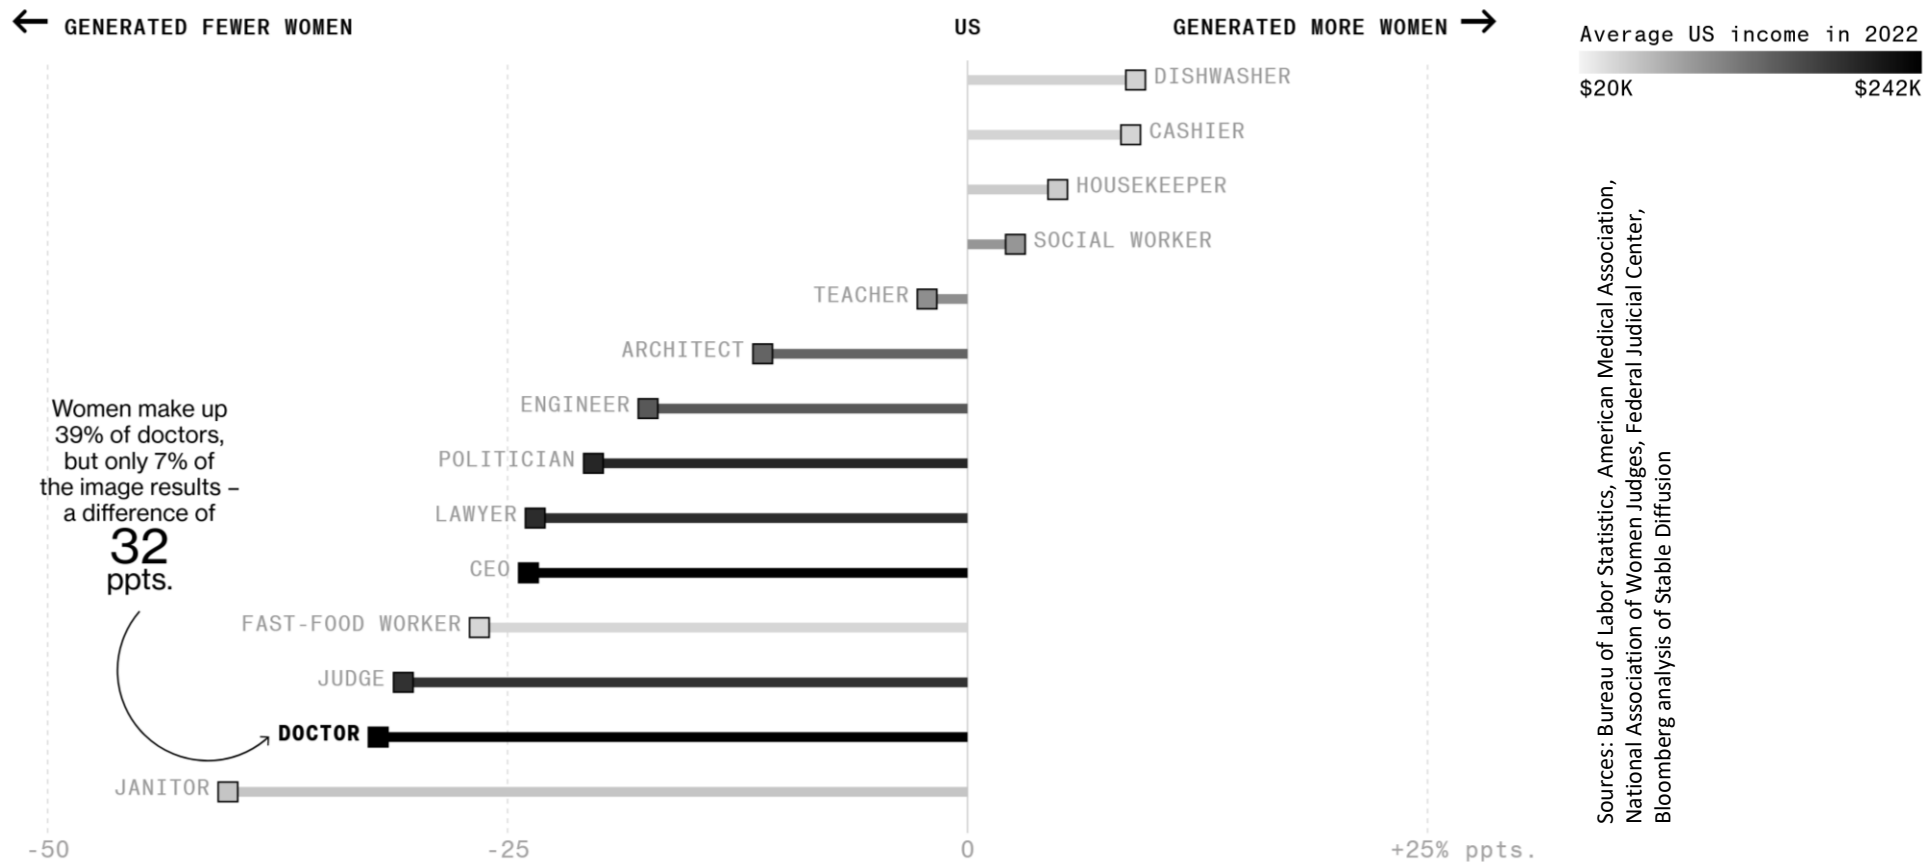 ← GENERATED FEWER WOMEN
US
GENERATED MORE WOMEN →
Average US income in 2022
$20K
$242K
DISHWASHER
CASHIER
HOUSEKEEPER
SOCIAL WORKER
TEACHER
ARCHITECT
ENGINEER
POLITICIAN
LAWYER
CEO
FAST-FOOD WORKER
JUDGE
DOCTOR
JANITOR
Women make up
39% of doctors,
but only 7% of
the image results –
a difference of
32
ppts.
-50
-25
0
+25% ppts.
Sources: Bureau of Labor Statistics, American Medical Association,
National Association of Women Judges, Federal Judicial Center,
Bloomberg analysis of Stable Diffusion